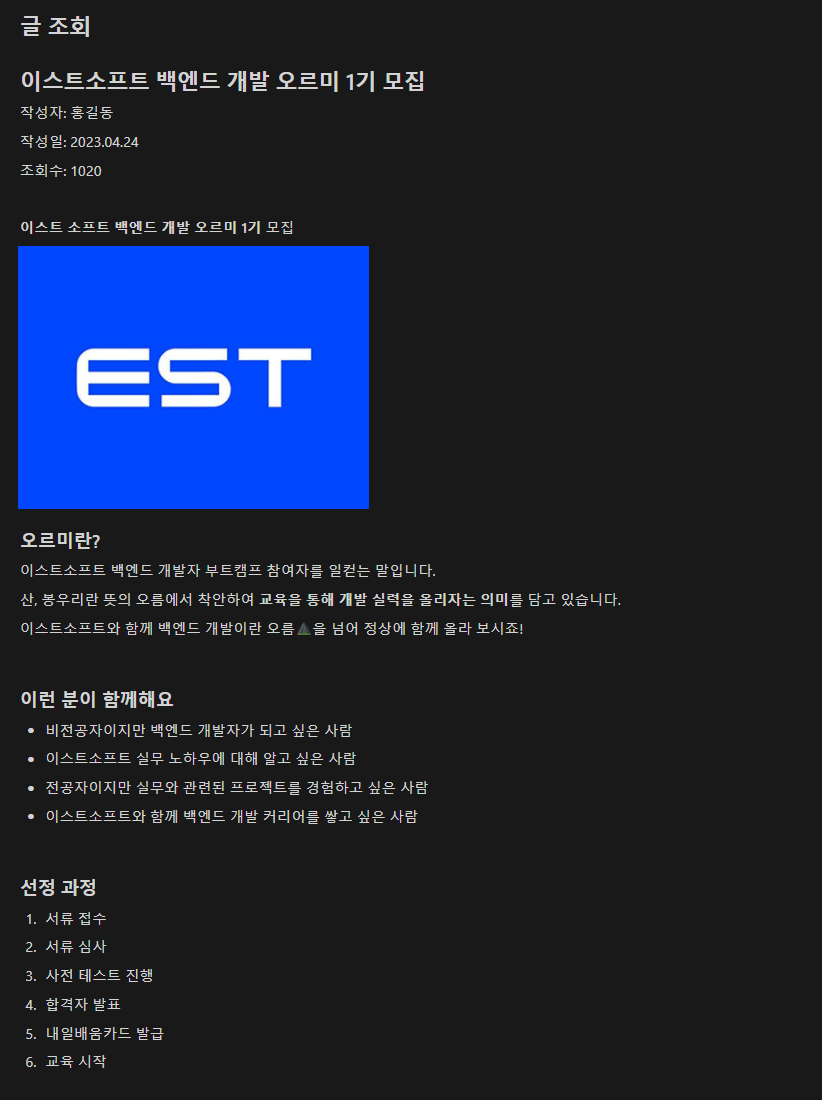 글 조회
이스트소프트 백엔드 개발 오르미 1기 모집
작성자: 홍길동
작성일: 2023.04.24
조회수: 1020
이스트 소프트 백엔드 개발 오르미 1기 모집
EST
오르미란?
이스트소프트 백엔드 개발자 부트캠프 참여자를 일컫는 말입니다.
산, 봉우리란 뜻의 오름에서 착안하여 교육을 통해 개발 실력을 올리자는 의미를 담고 있습니다.
이스트소프트와 함께 백엔드 개발이란 오름⛰을 넘어 정상에 함께 올라 보시죠!
이런 분이 함께해요
• 비전공자이지만 백엔드 개발자가 되고 싶은 사람
• 이스트소프트 실무 노하우에 대해 알고 싶은 사람
• 전공자이지만 실무와 관련된 프로젝트를 경험하고 싶은 사람
• 이스트소프트와 함께 백엔드 개발 커리어를 쌓고 싶은 사람
선정 과정
1. 서류 접수
2. 서류 심사
3. 사전 테스트 진행
4. 합격자 발표
5. 내일배움카드 발급
6. 교육 시작